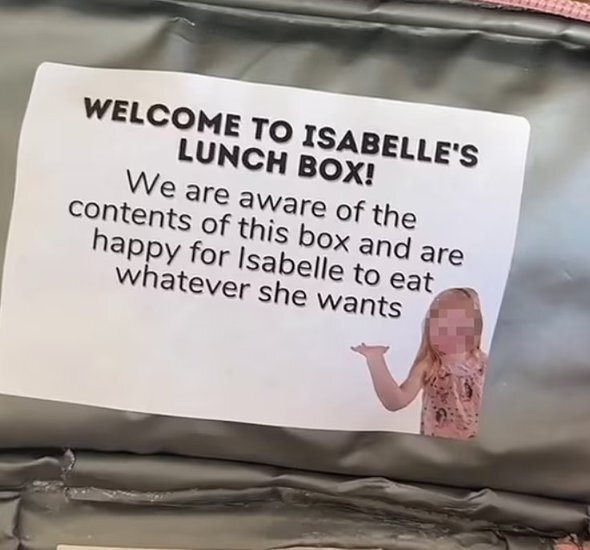 WELCOME TO ISABELLE'S
LUNCH BOX!
We are aware of the
contents of this box and are
happy for Isabelle to eat
whatever she wants